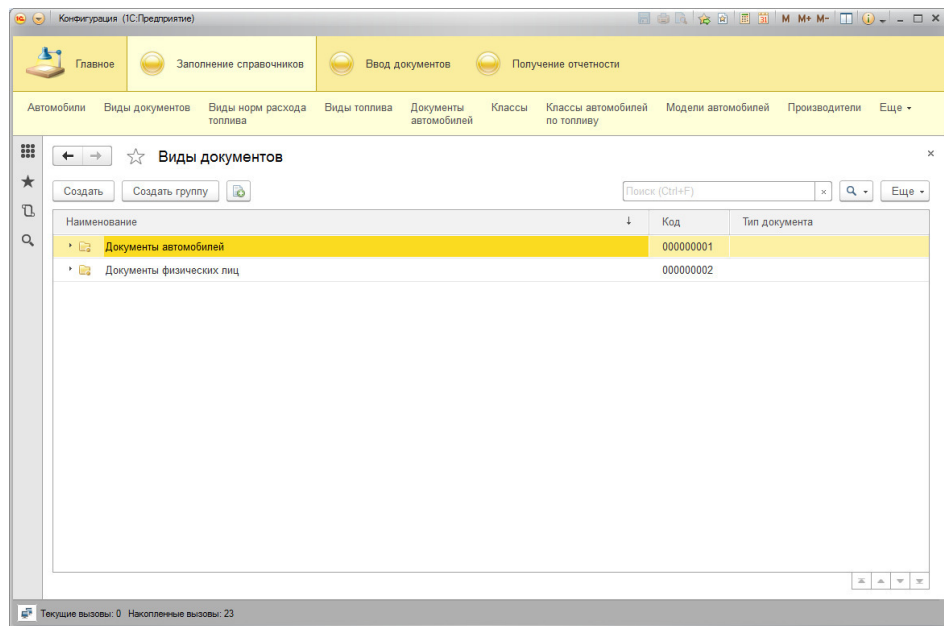 Конфигурация (1С:Предприятие)
M M+ M-
Главное
Заполнение справочников
Ввод документов
Получение отчетности
Автомобили
Виды документов
Виды норм расхода
топлива
Виды топлива
Документы
автомобилей
Классы
Классы автомобилей
по топливу
Модели автомобилей
Производители
Еще
Виды документов
Создать
Создать группу
Поиск (Ctrl+F)
Еще
Наименование
Код
Тип документа
Документы автомобилей
000000001
Документы физических лиц
000000002
Текущие вызовы: 0 Накопленные вызовы: 23